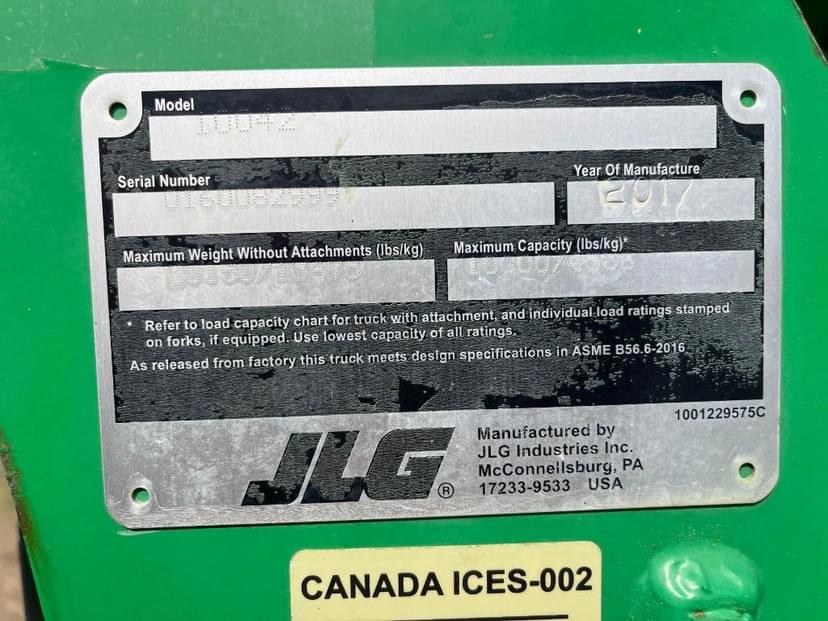 Model
10042
Serial Number
Year Of Manufacture
0160082999
2017
Maximum Weight Without Attachments (lbs/kg)
Maximum Capacity (lbs/kg)*
* Refer to load capacity chart for truck with attachment, and individual load ratings stamped
on forks, if equipped. Use lowest capacity of all ratings.
As released from factory this truck meets design specifications in ASME B56.6-2016
1001229575C
JLG®
Manufactured by
JLG Industries Inc.
McConnellsburg, PA
17233-9533 USA
CANADA ICES-002